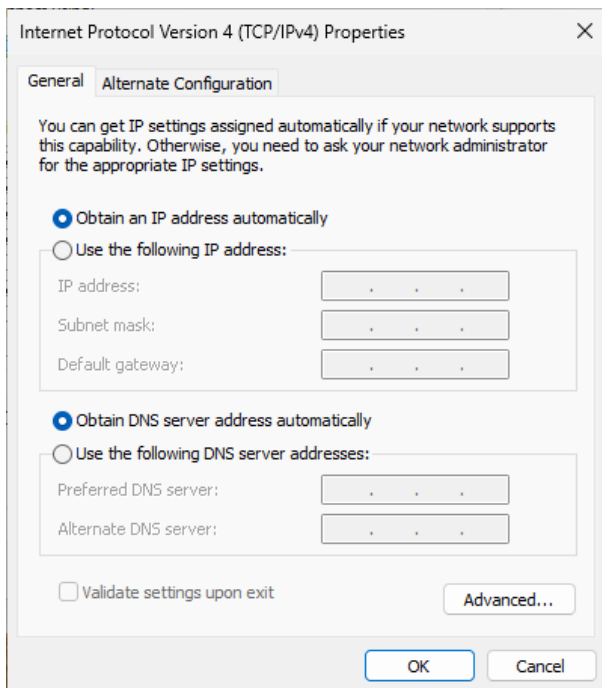 Internet Protocol Version 4 (TCP/IPv4) Properties
General
Alternate Configuration
You can get IP settings assigned automatically if your network supports
this capability. Otherwise, you need to ask your network administrator
for the appropriate IP settings.
Obtain an IP address automatically
Use the following IP address:
IP address:
Subnet mask:
Default gateway:
Obtain DNS server address automatically
Use the following DNS server addresses:
Preferred DNS server:
Alternate DNS server:
Validate settings upon exit
Advanced...
OK
Cancel